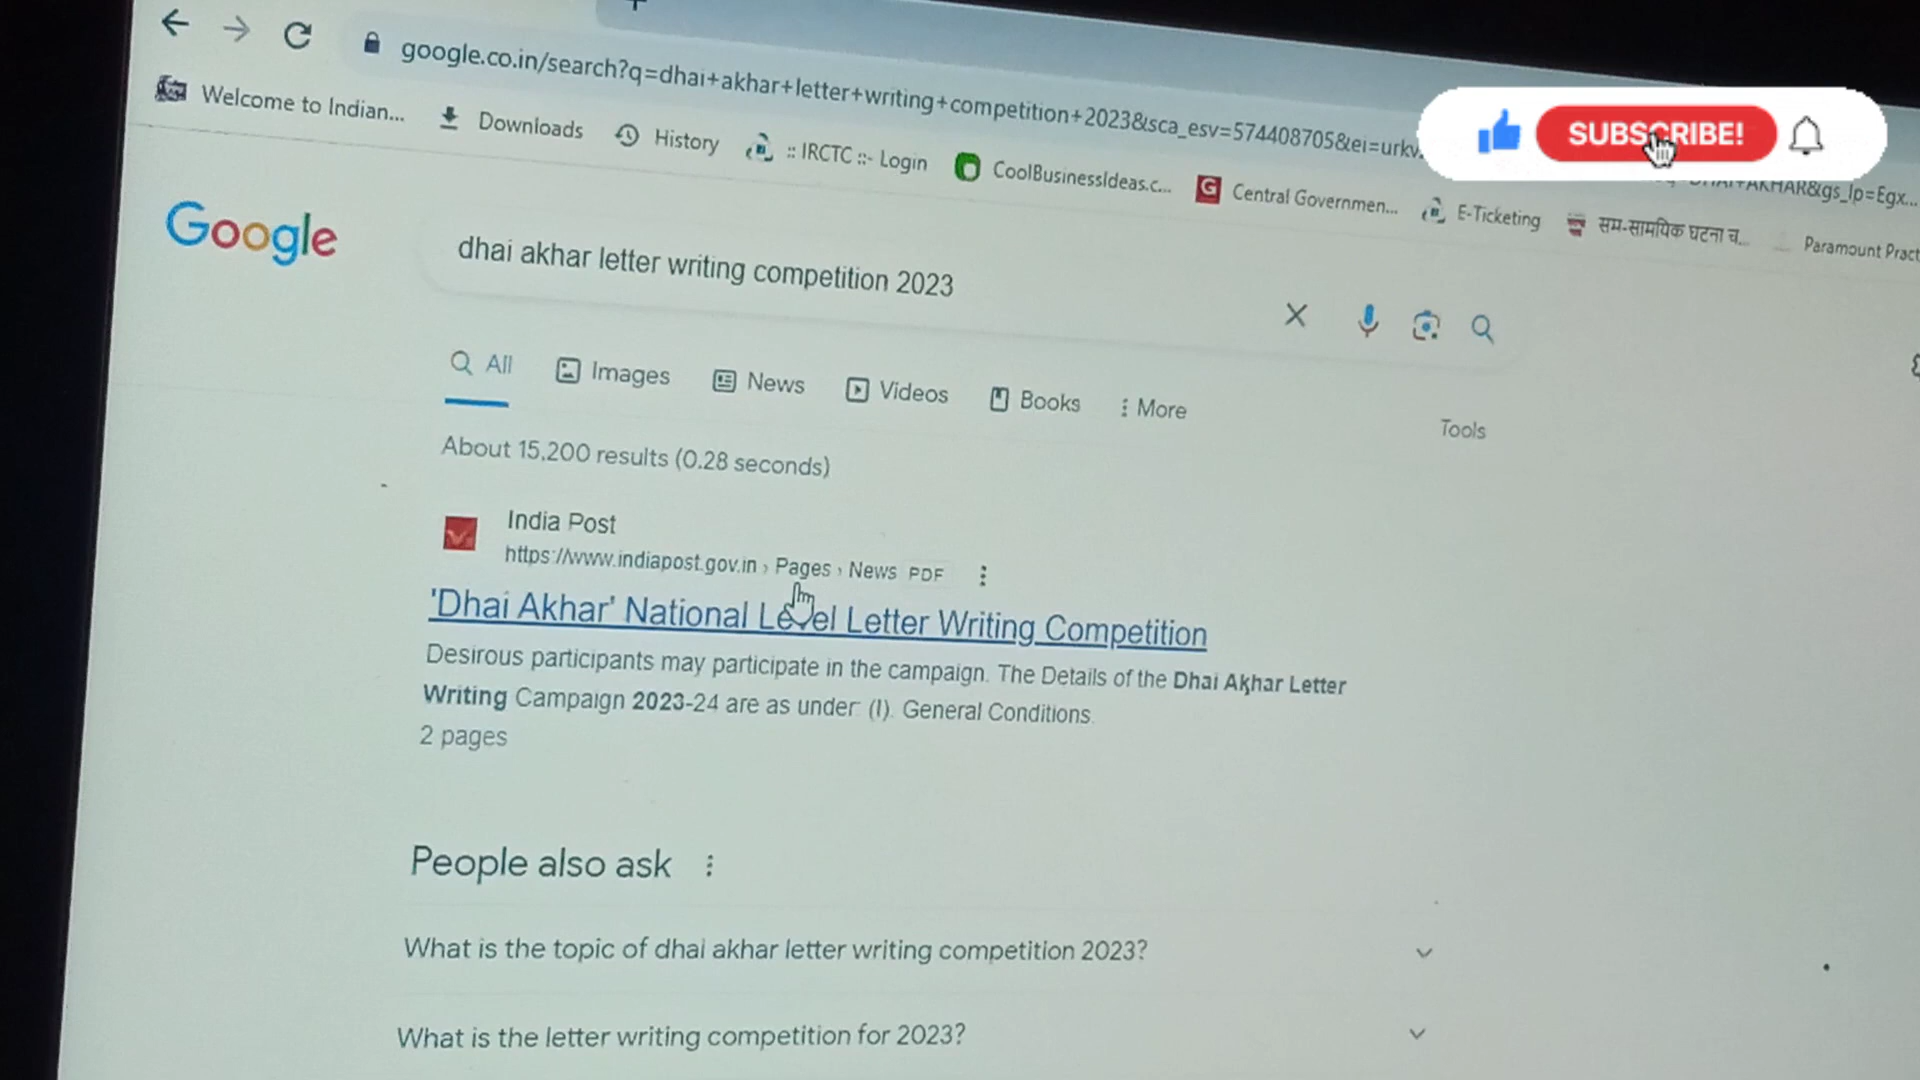 google.co.in/search?q=dhai+akhar+letter+writing+competition+2023&sca_esv=574408705&ei=urkv
AKHAR&gs_lp=Egx...
Welcome to Indian...
Downloads
History
:: IRCTC ::- Login
CoolBusinessIdeas.c...
Central Governmen...
E-Ticketing
सम-सामयिक घटना च...
Paramount Pract
SUBSCRIBE!
Google
dhai akhar letter writing competition 2023
All
Images
News
Videos
Books
More
Tools
About 15,200 results (0.28 seconds)
India Post
https://www.indiapost.gov.in › Pages › News PDF
'Dhai Akhar' National Level Letter Writing Competition
Desirous participants may participate in the campaign. The Details of the Dhai Akhar Letter
Writing Campaign 2023-24 are as under: (I). General Conditions.
2 pages
People also ask
What is the topic of dhai akhar letter writing competition 2023?
What is the letter writing competition for 2023?